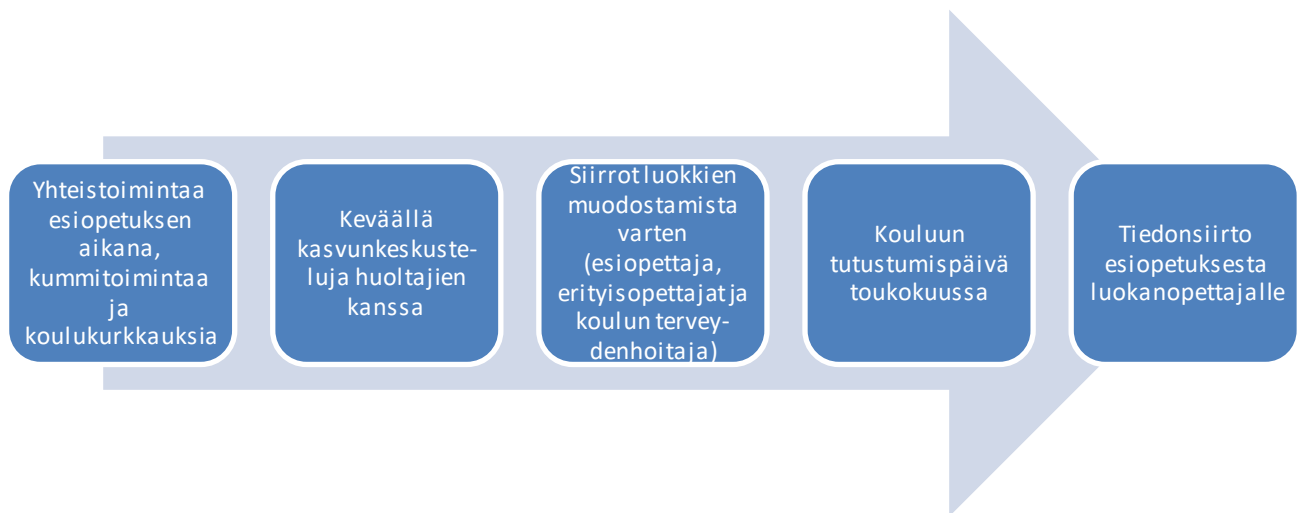 Yhteistoimintaa
esiopetuksen
aikana,
kummitoimintaa
ja
koulukurkkauksia
Keväällä
kasvunkeskuste-
luja huoltajien
kanssa
Siirrot luokkien
muodostamista
varten
(esiopettaja,
erityisopettajat ja
koulun tervey-
denhoitaja)
Kouluun
tutustumispäivä
toukokuussa
Tiedonsiirto
esiopetuksesta
luokanopettajalle